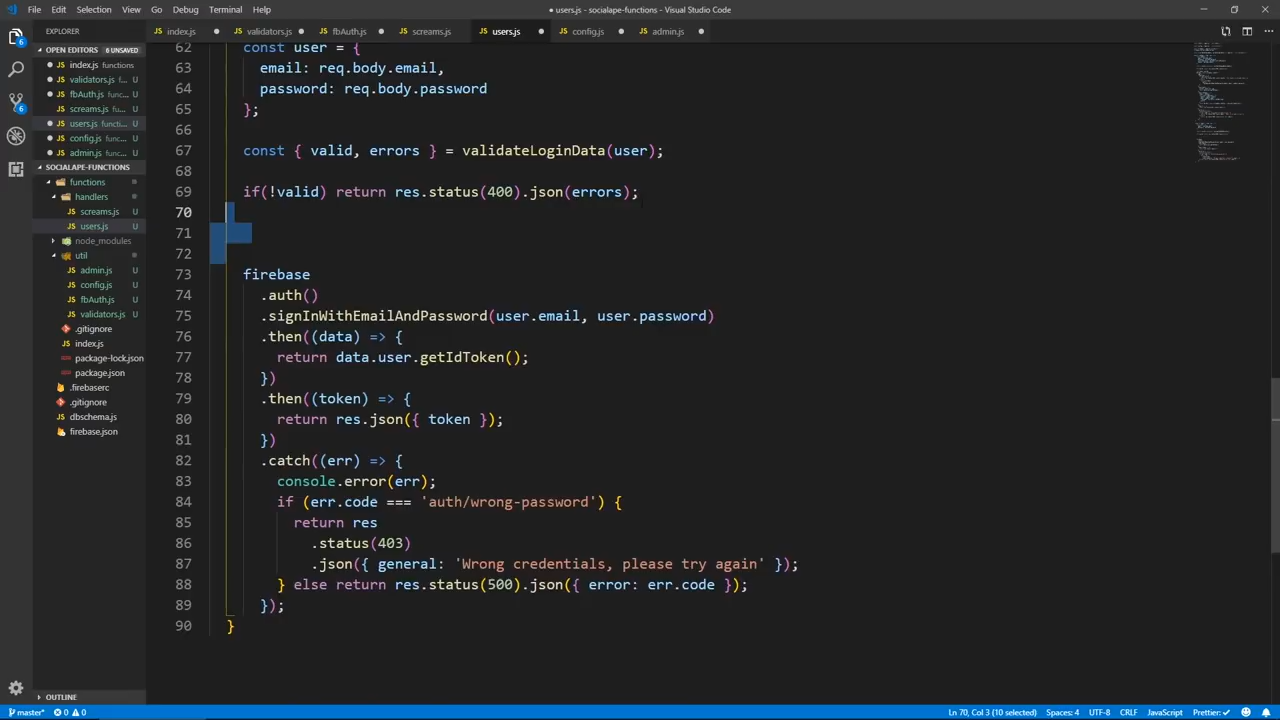 File Edit Selection View Go Debug Terminal Help
● users.js - socialape-functions - Visual Studio Code
EXPLORER
index.js ● validators.js ● fbAuth.js ● screams.js users.js ● config.js ● admin.js ●
OPEN EDITORS 6 UNSAVED
index.js functions
validators.js func...
fbAuth.js func...
screams.js fu...
users.js functi...
config.js func...
admin.js func...
SOCIALAPE-FUNCTIONS
functions
handlers
screams.js U
users.js U
node_modules
util
admin.js U
config.js U
fbAuth.js U
validators.js U
.gitignore
index.js
package-lock.json
package.json
.firebaserc
.gitignore
dbschema.js
firebase.json
OUTLINE
62 const user = {
63 email: req.body.email,
64 password: req.body.password
65 };
66
67 const { valid, errors } = validateLoginData(user);
68
69 if(!valid) return res.status(400).json(errors);
70
71
72
73 firebase
74 .auth()
75 .signInWithEmailAndPassword(user.email, user.password)
76 .then((data) => {
77 return data.user.getIdToken();
78 })
79 .then((token) => {
80 return res.json({ token });
81 })
82 .catch((err) => {
83 console.error(err);
84 if (err.code === 'auth/wrong-password') {
85 return res
86 .status(403)
87 .json({ general: 'Wrong credentials, please try again' });
88 } else return res.status(500).json({ error: err.code });
89 });
90 }
master* 0 0 Ln 70, Col 3 (10 selected) Spaces: 4 UTF-8 CRLF JavaScript Prettier: ✓